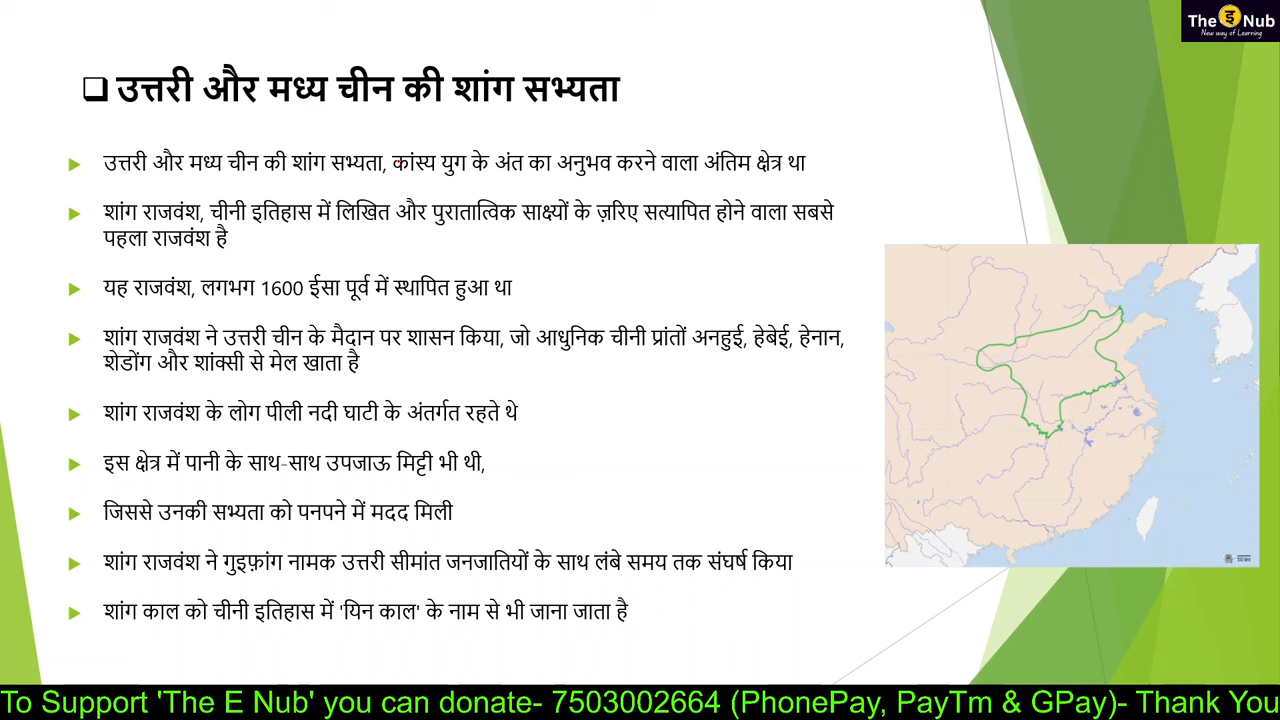 The इ Nub
New way of Learning
उत्तरी और मध्य चीन की शांग सभ्यता
उत्तरी और मध्य चीन की शांग सभ्यता, कांस्य युग के अंत का अनुभव करने वाला अंतिम क्षेत्र था
शांग राजवंश, चीनी इतिहास में लिखित और पुरातात्विक साक्ष्यों के ज़रिए सत्यापित होने वाला सबसे
पहला राजवंश है
यह राजवंश, लगभग 1600 ईसा पूर्व में स्थापित हुआ था
शांग राजवंश ने उत्तरी चीन के मैदान पर शासन किया, जो आधुनिक चीनी प्रांतों अनहुई, हेबेई, हेनान,
शेडोंग और शांक्सी से मेल खाता है
शांग राजवंश के लोग पीली नदी घाटी के अंतर्गत रहते थे
इस क्षेत्र में पानी के साथ-साथ उपजाऊ मिट्टी भी थी,
जिससे उनकी सभ्यता को पनपने में मदद मिली
शांग राजवंश ने गुइफ़ांग नामक उत्तरी सीमांत जनजातियों के साथ लंबे समय तक संघर्ष किया
शांग काल को चीनी इतिहास में 'यिन काल' के नाम से भी जाना जाता है
To Support 'The E Nub' you can donate- 7503002664 (PhonePay, PayTm & GPay)- Thank You